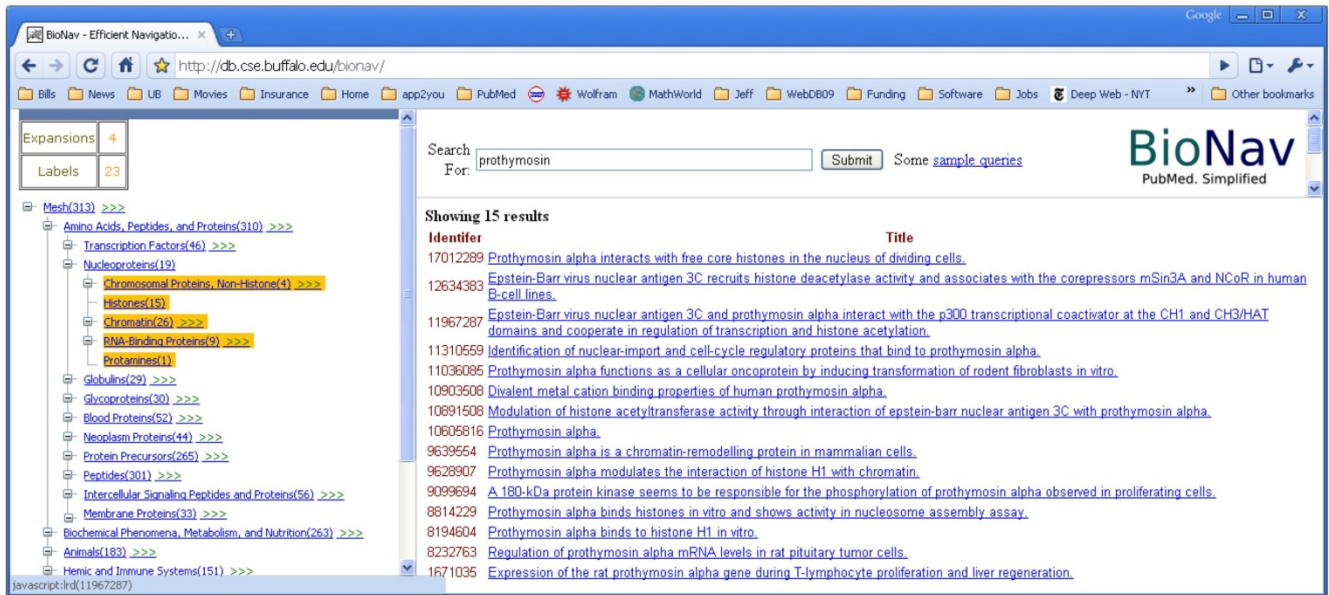 Google
BioNav - Efficient Navigatio...
http://db.cse.buffalo.edu/bionav/
Bills News UB Movies Insurance Home app2you PubMed Wolfram MathWorld Jeff WebDB09 Funding Software Jobs Deep Web - NYT » Other bookmarks
Expansions 4
Labels 23
Mesh(313) >>>
Amino Acids, Peptides, and Proteins(310) >>>
Transcription Factors(46) >>>
Nucleoproteins(19)
Chromosomal Proteins, Non-Histone(4) >>>
Histones(15)
Chromatin(26) >>>
RNA-Binding Proteins(9) >>>
Protamines(1)
Globulins(29) >>>
Glycoproteins(30) >>>
Blood Proteins(52) >>>
Neoplasm Proteins(44) >>>
Protein Precursors(265) >>>
Peptides(301) >>>
Intercellular Signaling Peptides and Proteins(56) >>>
Membrane Proteins(33) >>>
Biochemical Phenomena, Metabolism, and Nutrition(263) >>>
Animals(183) >>>
Hemic and Immune Systems(151) >>>
javascript:lrd(11967287)
Search
For: prothymosin Submit Some sample queries
BioNav
PubMed. Simplified
Showing 15 results
Identifer Title
17012289 Prothymosin alpha interacts with free core histones in the nucleus of dividing cells.
12634383 Epstein-Barr virus nuclear antigen 3C recruits histone deacetylase activity and associates with the corepressors mSin3A and NCoR in human
B-cell lines.
11967287 Epstein-Barr virus nuclear antigen 3C and prothymosin alpha interact with the p300 transcriptional coactivator at the CH1 and CH3/HAT
domains and cooperate in regulation of transcription and histone acetylation.
11310559 Identification of nuclear-import and cell-cycle regulatory proteins that bind to prothymosin alpha.
11036085 Prothymosin alpha functions as a cellular oncoprotein by inducing transformation of rodent fibroblasts in vitro.
10903508 Divalent metal cation binding properties of human prothymosin alpha.
10891508 Modulation of histone acetyltransferase activity through interaction of epstein-barr nuclear antigen 3C with prothymosin alpha.
10605816 Prothymosin alpha.
9639554 Prothymosin alpha is a chromatin-remodelling protein in mammalian cells.
9628907 Prothymosin alpha modulates the interaction of histone H1 with chromatin.
9099694 A 180-kDa protein kinase seems to be responsible for the phosphorylation of prothymosin alpha observed in proliferating cells.
8814229 Prothymosin alpha binds histones in vitro and shows activity in nucleosome assembly assay.
8194604 Prothymosin alpha binds to histone H1 in vitro.
8232763 Regulation of prothymosin alpha mRNA levels in rat pituitary tumor cells.
1671035 Expression of the rat prothymosin alpha gene during T-lymphocyte proliferation and liver regeneration.